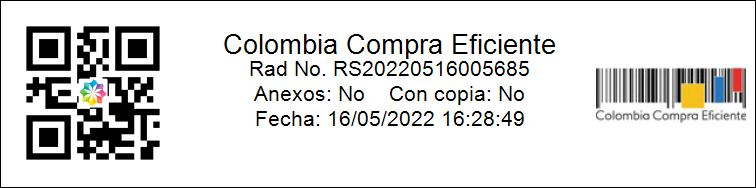 Colombia Compra Eficiente
Rad No. RS20220516005685
Anexos: No    Con copia: No
Fecha: 16/05/2022 16:28:49
Colombia Compra Eficiente